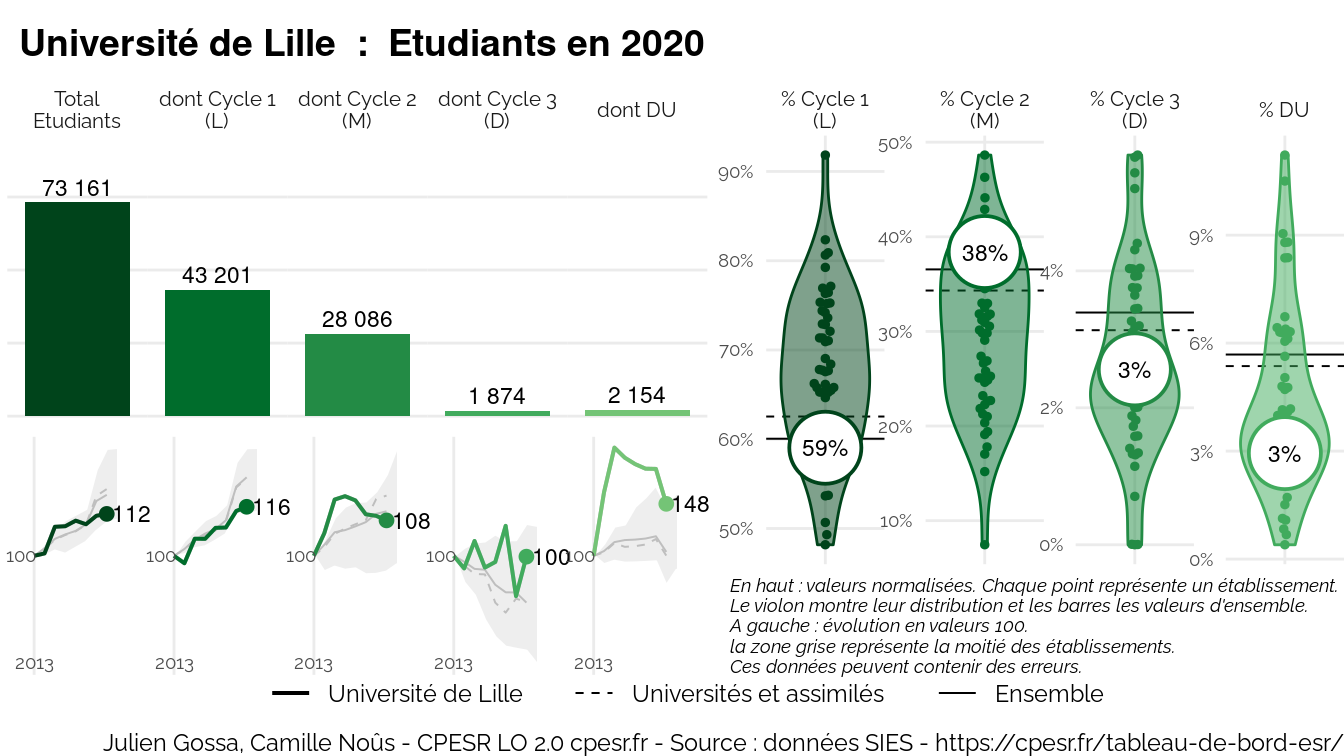 Université de Lille : Etudiants en 2020
Total
Etudiants
dont Cycle 1
(L)
dont Cycle 2
(M)
dont Cycle 3
(D)
dont DU
73 161
43 201
28 086
1 874
2 154
100
112
2013
100
116
2013
100
108
2013
100
100
2013
100
148
2013
% Cycle 1
(L)
90%
80%
70%
60%
50%
59%
% Cycle 2
(M)
50%
40%
30%
20%
10%
38%
% Cycle 3
(D)
4%
2%
0%
3%
% DU
9%
6%
3%
0%
3%
En haut : valeurs normalisées. Chaque point représente un établissement.
Le violon montre leur distribution et les barres les valeurs d'ensemble.
A gauche : évolution en valeurs 100.
la zone grise représente la moitié des établissements.
Ces données peuvent contenir des erreurs.
Université de Lille
Universités et assimilés
Ensemble
Julien Gossa, Camille Noûs - CPESR LO 2.0 cpesr.fr - Source : données SIES - https://cpesr.fr/tableau-de-bord-esr/